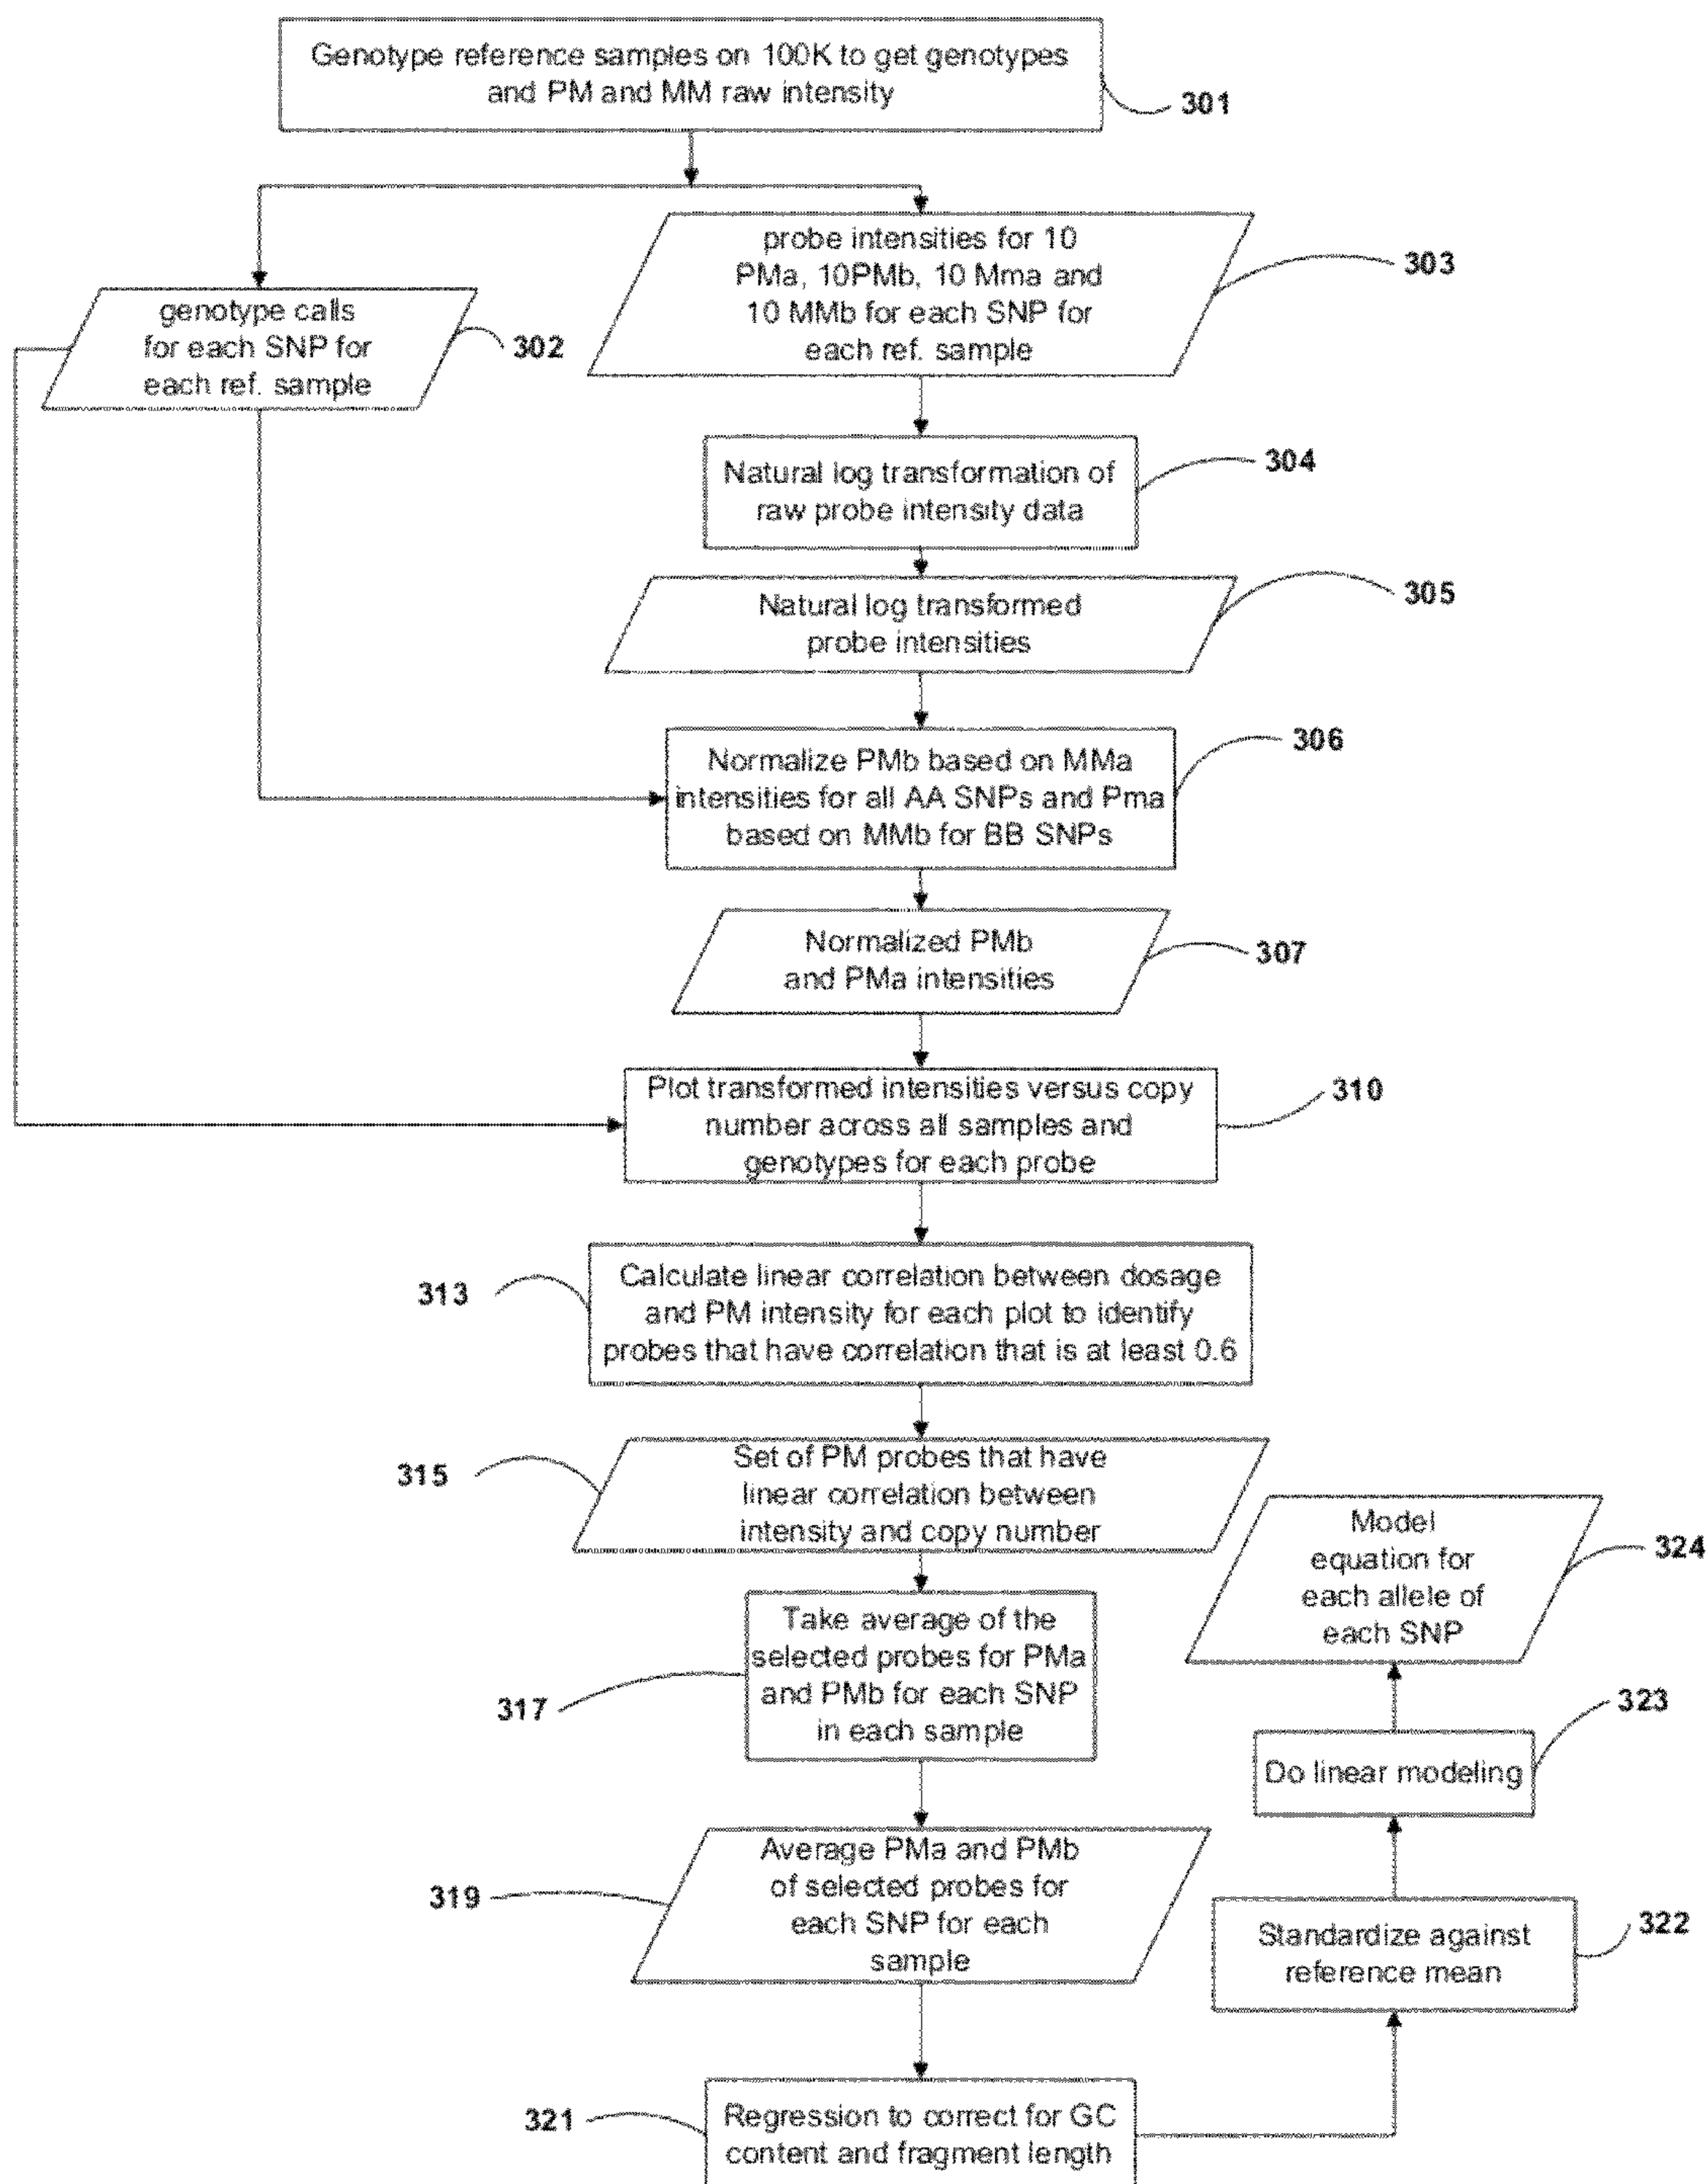 Genotype reference samples on 100K to get genotypes
and PM and MM raw intensity
301
probe intensities for 10
PMa, 10PMb, 10 Mma and
10 MMb for each SNP for
each ref. sample
303
genotype calls
for each SNP for
each ref. sample
302
Natural log transformation of
raw probe intensity data
304
Natural log transformed
probe intensities
305
Normalize PMb based on MMa
intensities for all AA SNPs and Pma
based on MMb for BB SNPs
306
Normalized PMb
and PMa intensities
307
Plot transformed intensities versus copy
number across all samples and
genotypes for each probe
310
313
Calculate linear correlation between dosage
and PM intensity for each plot to identify
probes that have correlation that is at least 0.6
315
Set of PM probes that have
linear correlation between
intensity and copy number
317
Take average of the
selected probes for PMa
and PMb for each SNP
in each sample
319
Average PMa and PMb
of selected probes for
each SNP for each
sample
321
Regression to correct for GC
content and fragment length
Standardize against
reference mean
322
Do linear modeling
323
Model
equation for
each allele of
each SNP
324